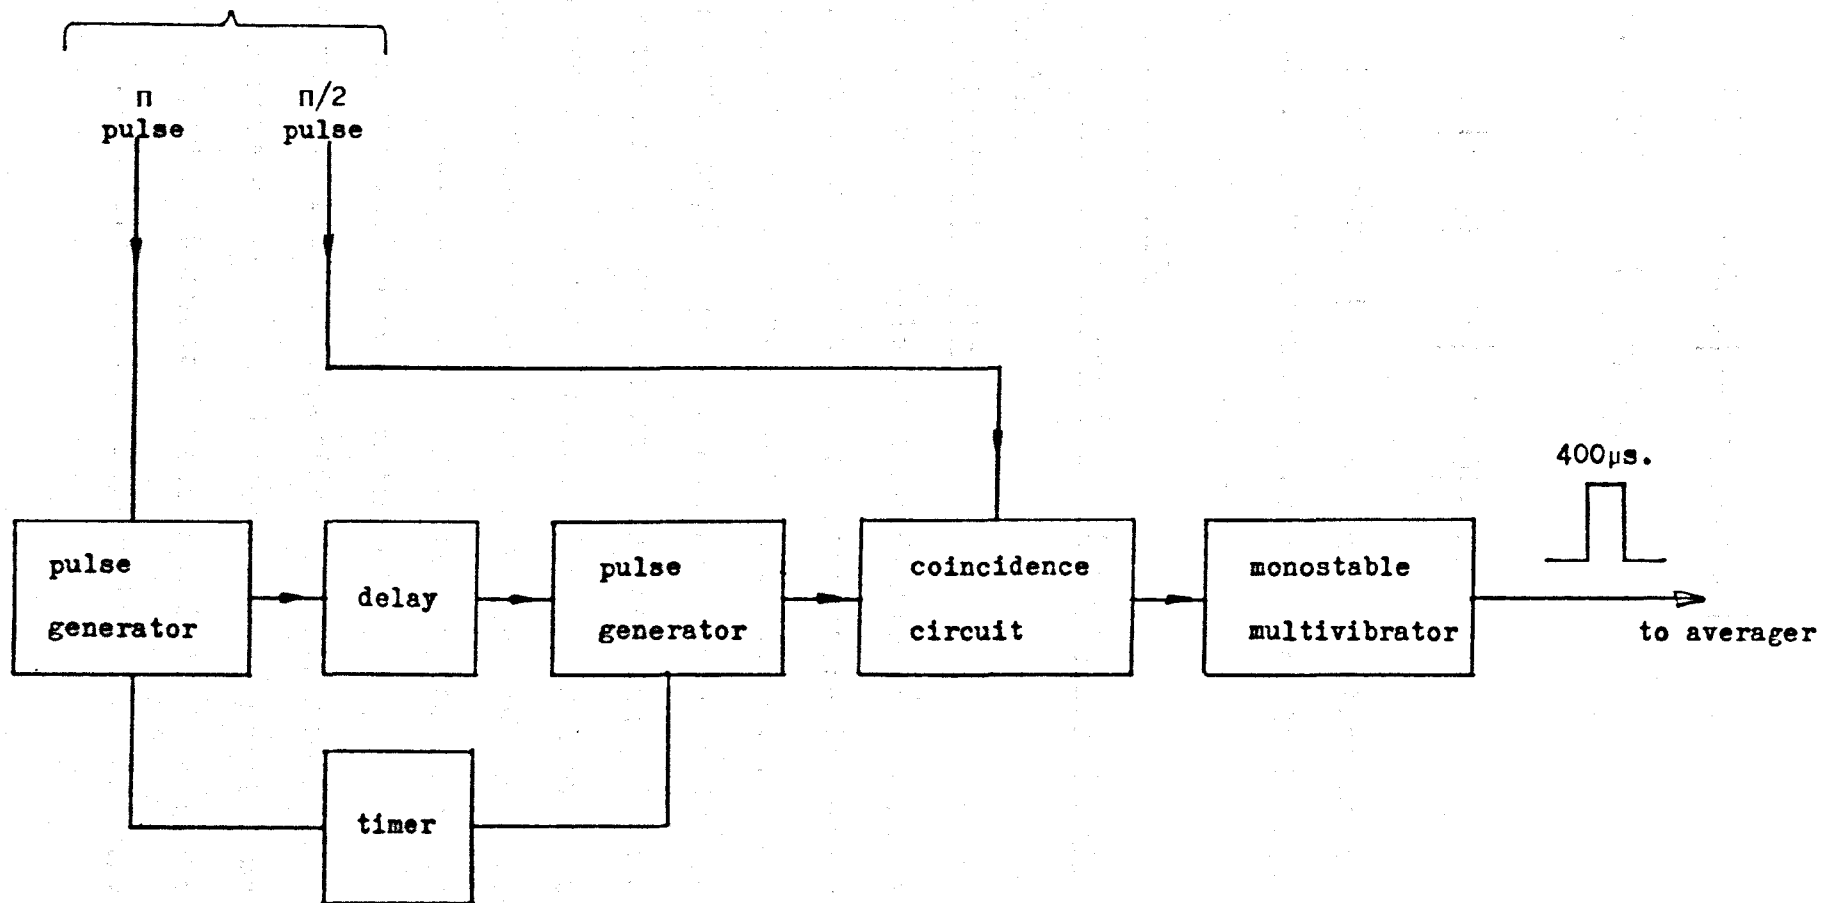 Π
pulse
Π/2
pulse
400μs.
pulse
generator
delay
pulse
generator
coincidence
circuit
monostable
multivibrator
to averager
timer